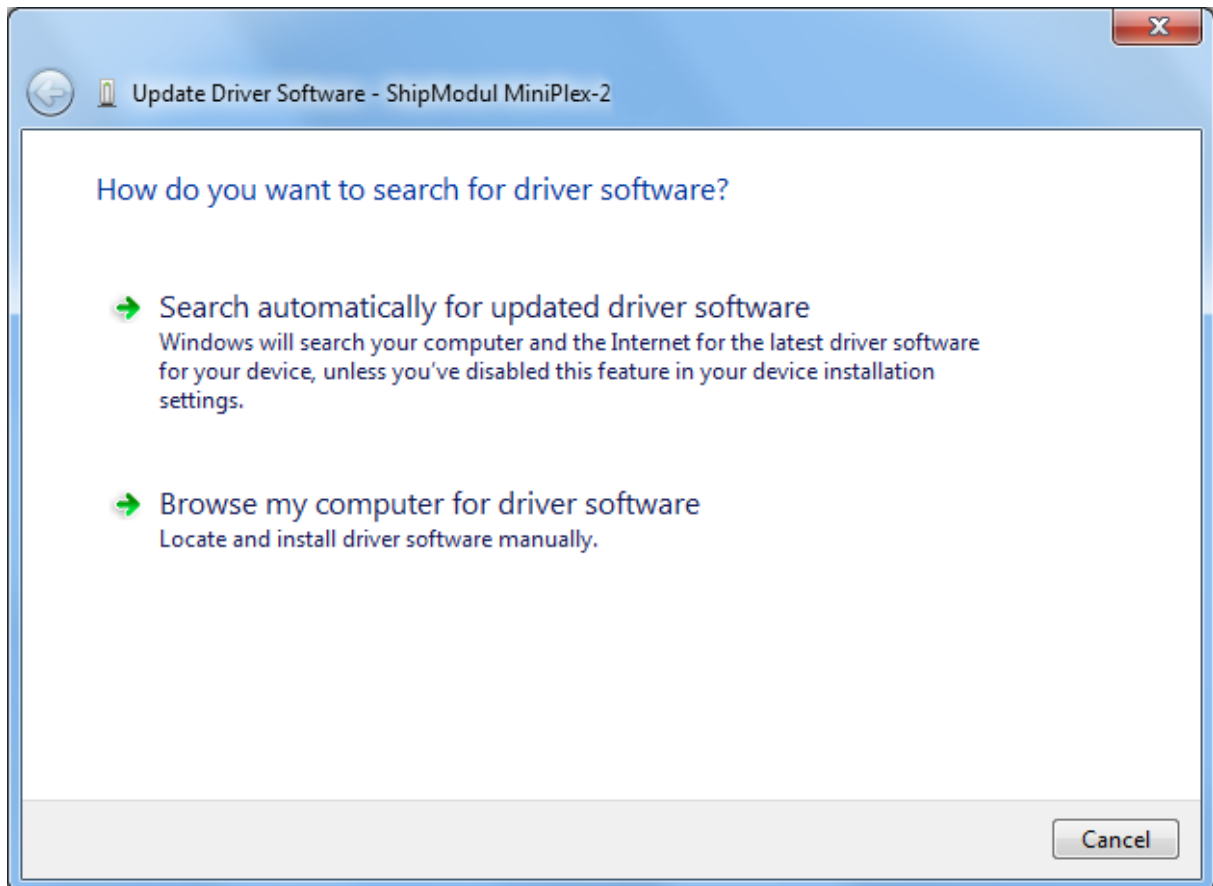 Update Driver Software - ShipModul MiniPlex-2
How do you want to search for driver software?
Search automatically for updated driver software
Windows will search your computer and the Internet for the latest driver software
for your device, unless you've disabled this feature in your device installation
settings.
Browse my computer for driver software
Locate and install driver software manually.
Cancel